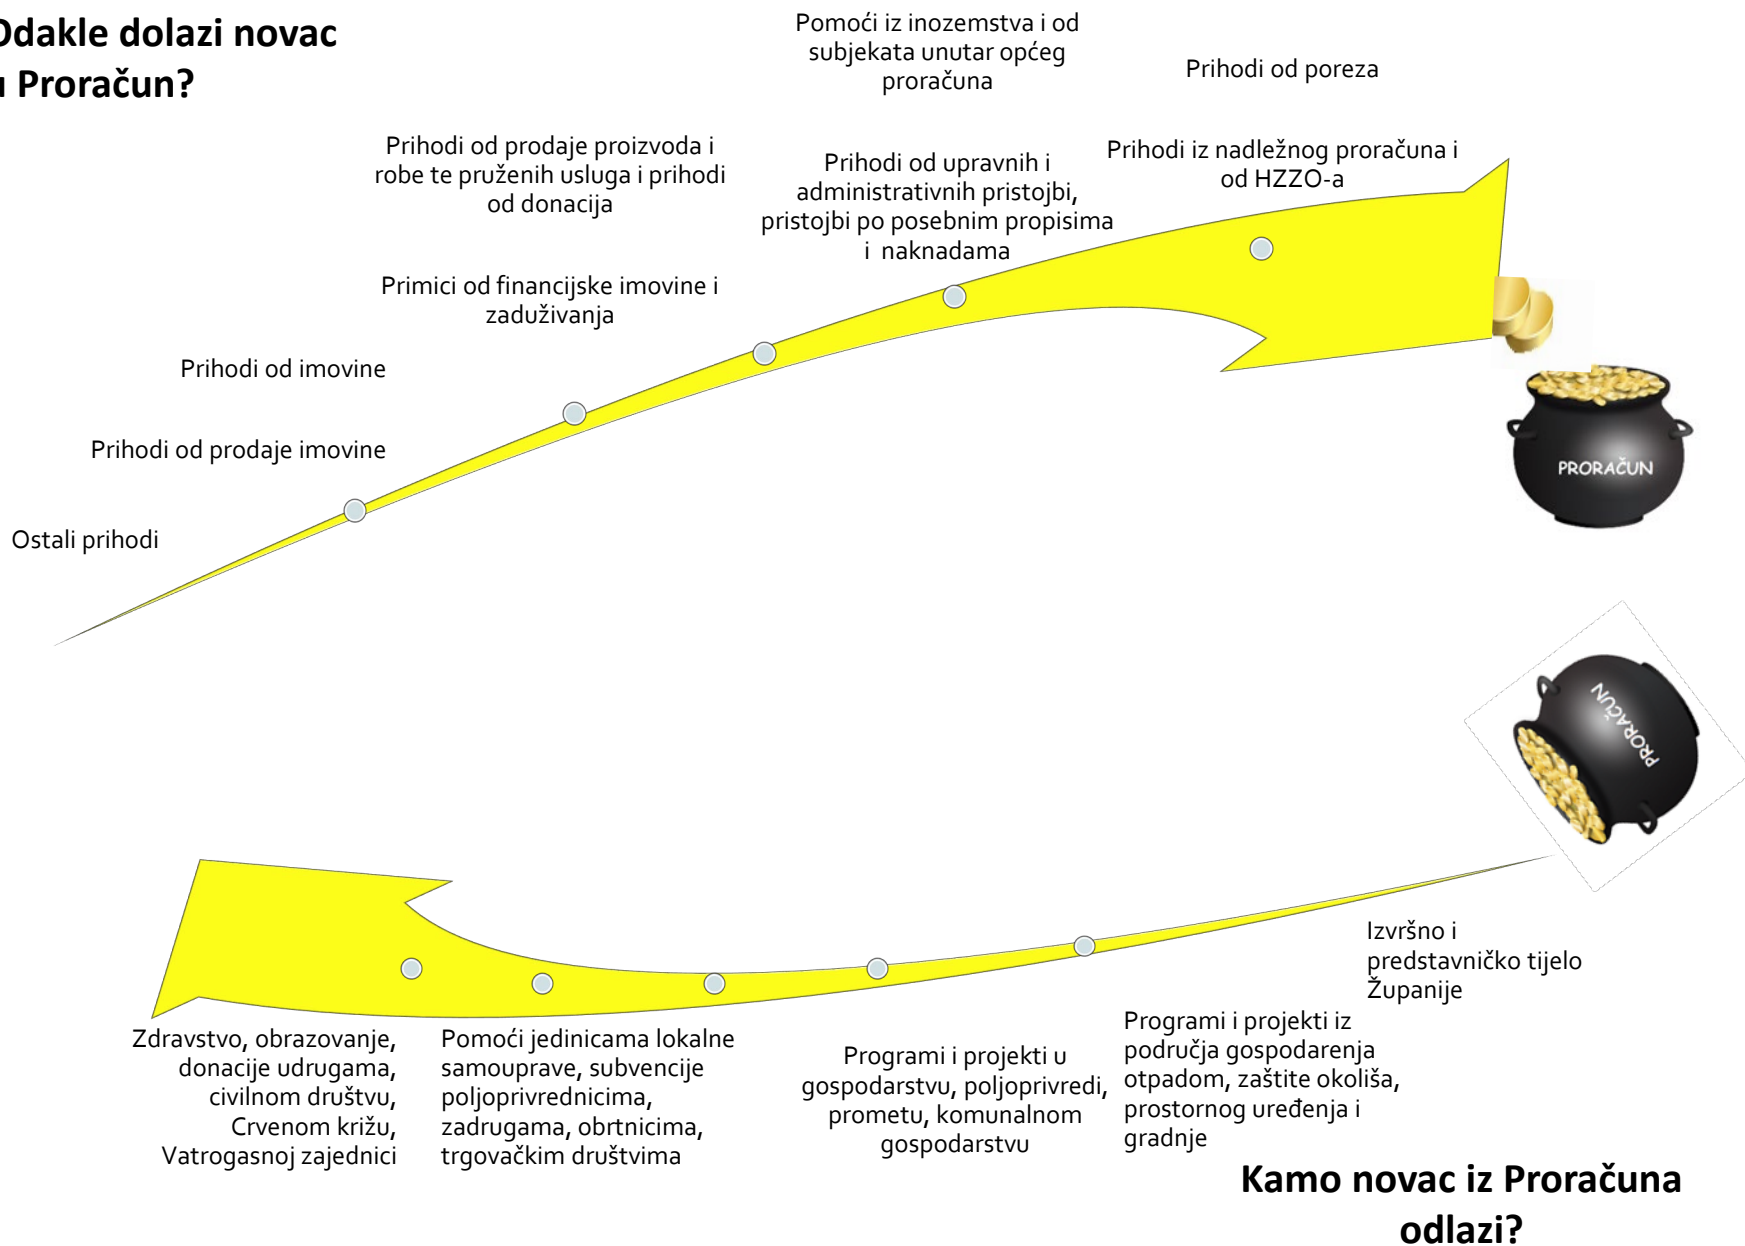 Odakle dolazi novac
u Proračun?
Pomoći iz inozemstva i od
subjekata unutar općeg
proračuna
Prihodi od poreza
Prihodi od prodaje proizvoda i
robe te pruženih usluga i prihodi
od donacija
Prihodi od upravnih i
administrativnih pristojbi,
pristojbi po posebnim propisima
i naknadama
Prihodi iz nadležnog proračuna i
od HZZO-a
Primici od financijske imovine i
zaduživanja
Prihodi od imovine
Prihodi od prodaje imovine
Ostali prihodi
PRORAČUN
PRORAČUN
Izvršno i
predstavničko tijelo
Županije
Zdravstvo, obrazovanje,
donacije udrugama,
civilnom društvu,
Crvenom križu,
Vatrogasnoj zajednici
Pomoći jedinicama lokalne
samouprave, subvencije
poljoprivrednicima,
zadrugama, obrtnicima,
trgovačkim društvima
Programi i projekti u
gospodarstvu, poljoprivredi,
prometu, komunalnom
gospodarstvu
Programi i projekti iz
područja gospodarenja
otpadom, zaštite okoliša,
prostornog uređenja i
gradnje
Kamo novac iz Proračuna
odlazi?